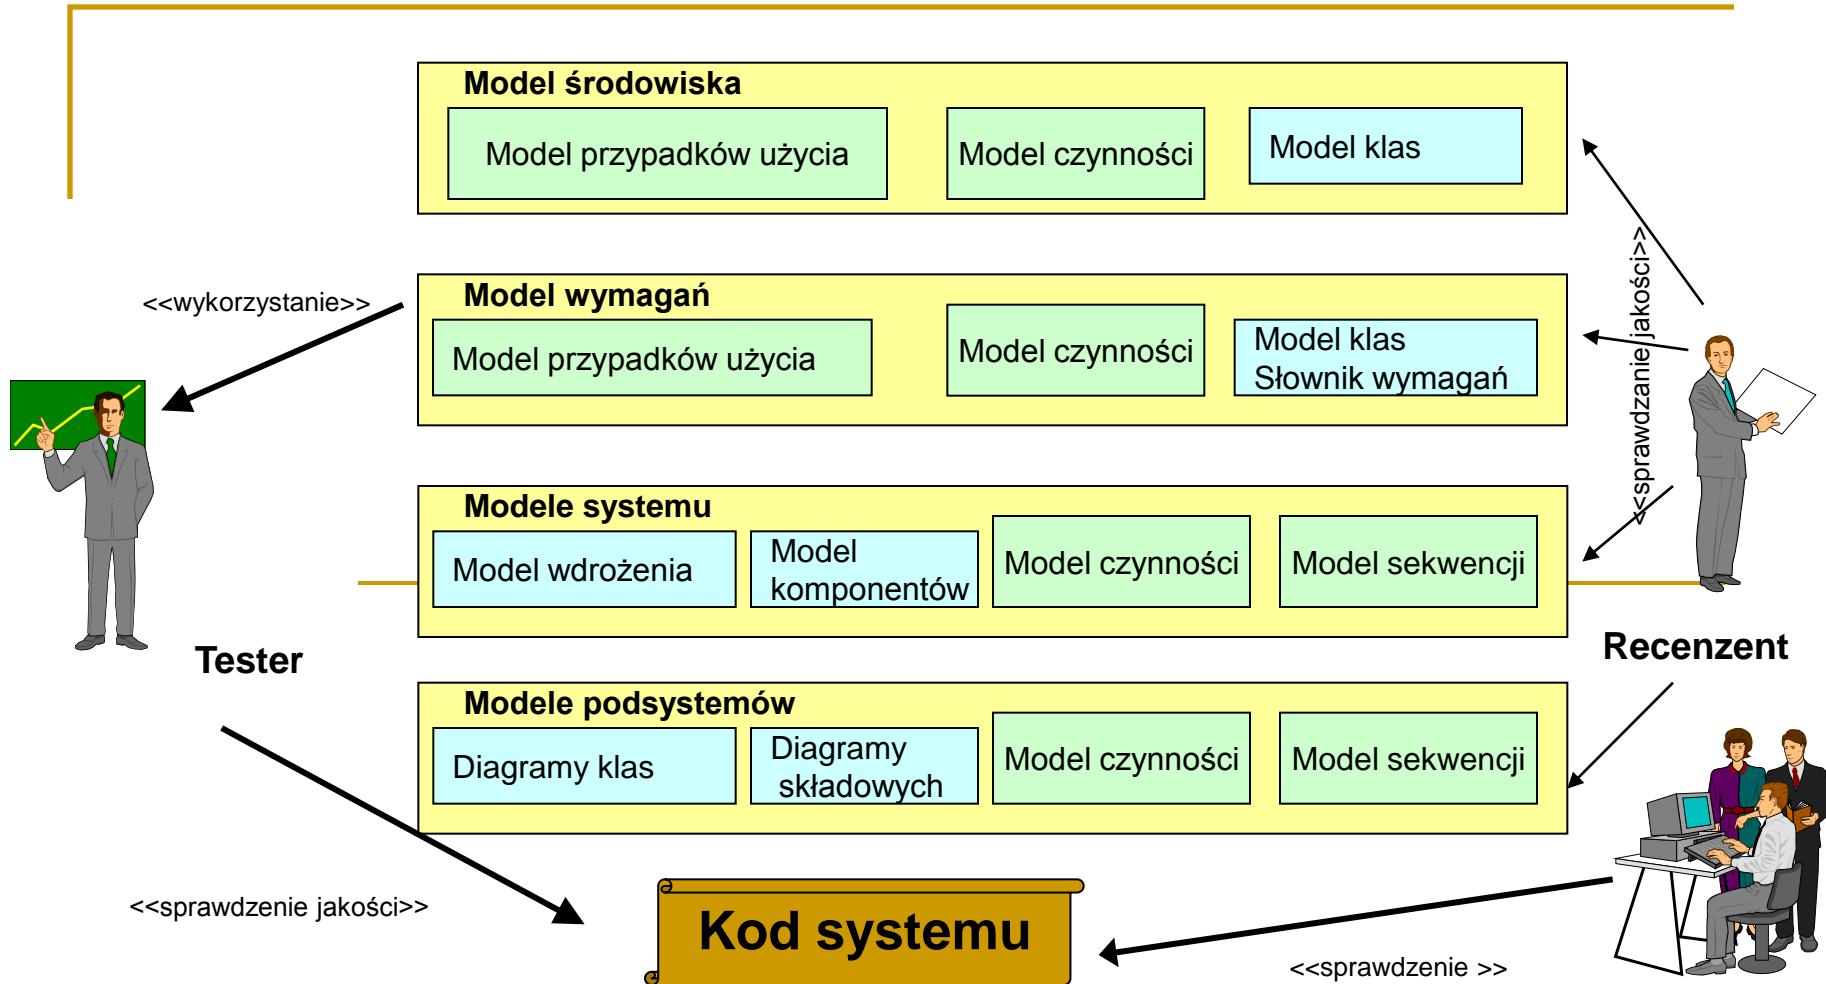 Model środowiska
Model przypadków użycia
Model czynności
Model klas
<<wykorzystanie>>
Model wymagań
Model przypadków użycia
Model czynności
Model klas
Słownik wymagań
<<sprawdzanie jakości>>
Modele systemu
Model wdrożenia
Model
komponentów
Model czynności
Model sekwencji
Tester
Recenzent
Modele podsystemów
Diagramy klas
Diagramy
składowych
Model czynności
Model sekwencji
<<sprawdzenie jakości>>
Kod systemu
<<sprawdzenie >>